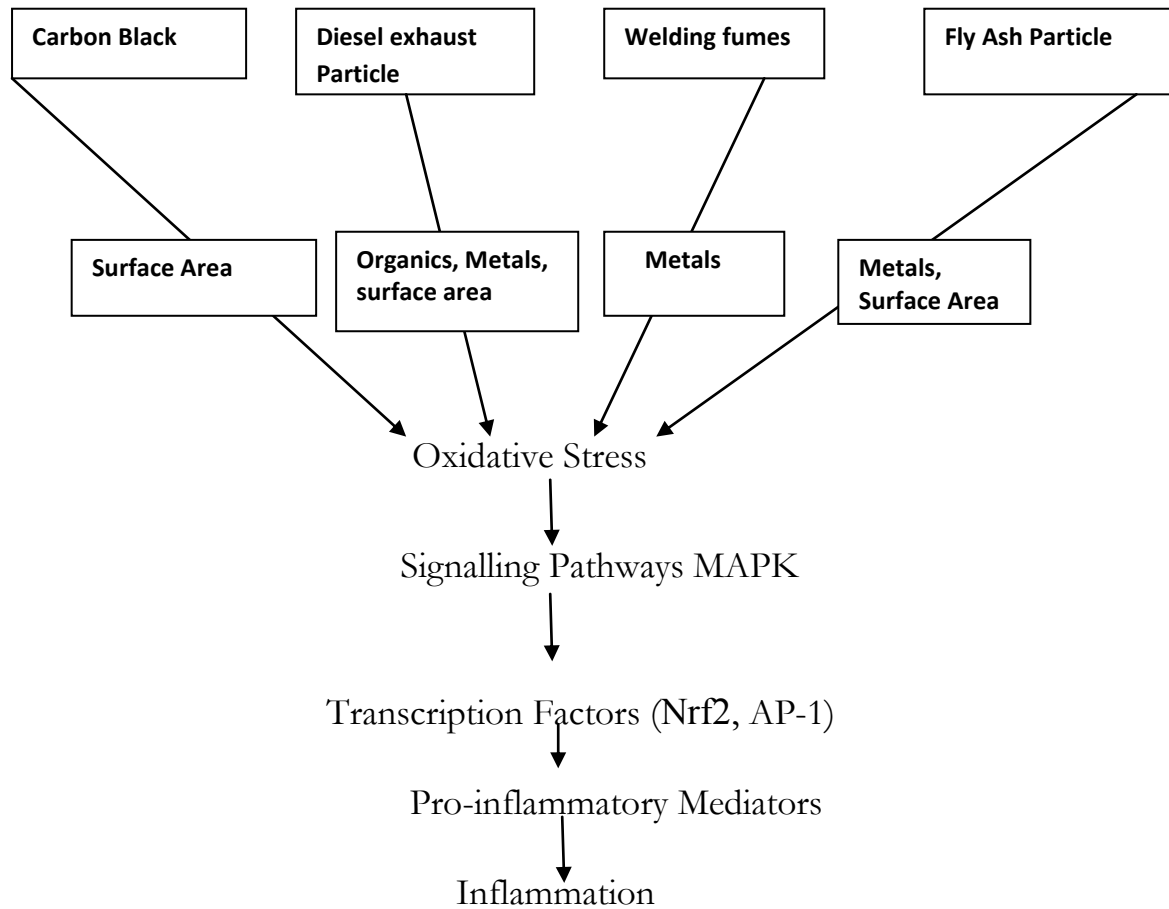 Carbon Black
Diesel exhaust
Particle
Welding fumes
Fly Ash Particle
Surface Area
Organics, Metals,
surface area
Metals
Metals,
Surface Area
Oxidative Stress
Signalling Pathways MAPK
Transcription Factors (Nrf2, AP-1)
Pro-inflammatory Mediators
Inflammation